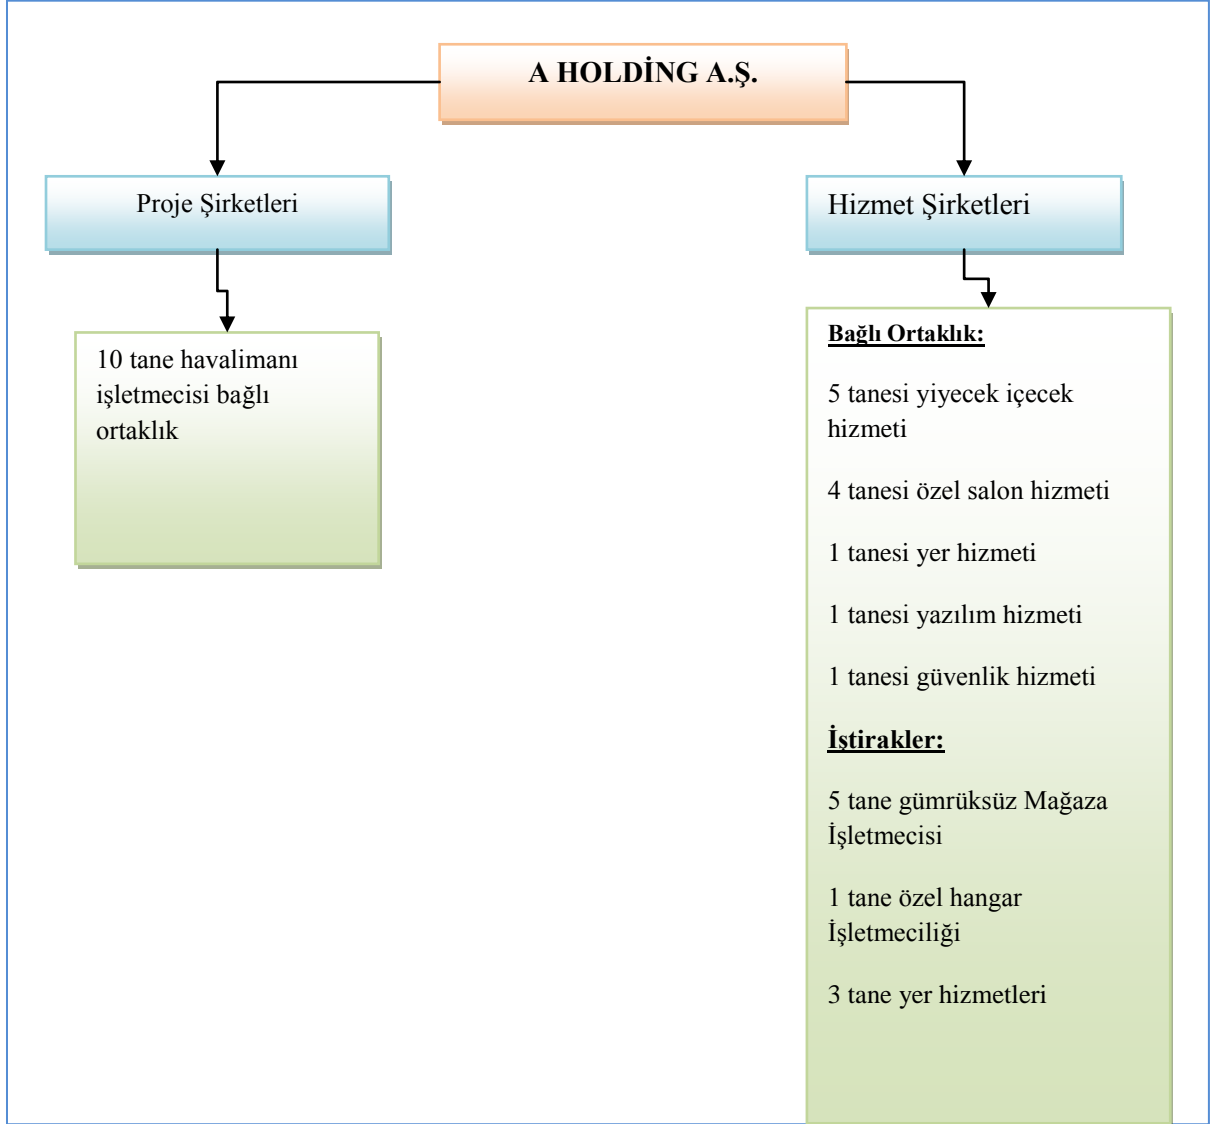 A HOLDİNG A.Ş.
Proje Şirketleri
Hizmet Şirketleri
10 tane havalimanı
işletmecisi bağlı
ortaklık
Bağlı Ortaklık:
5 tanesi yiyecek içecek
hizmeti
4 tanesi özel salon hizmeti
1 tanesi yer hizmeti
1 tanesi yazılım hizmeti
1 tanesi güvenlik hizmeti
İştirakler:
5 tane gümrüksüz Mağaza
İşletmecisi
1 tane özel hangar
İşletmeciliği
3 tane yer hizmetleri